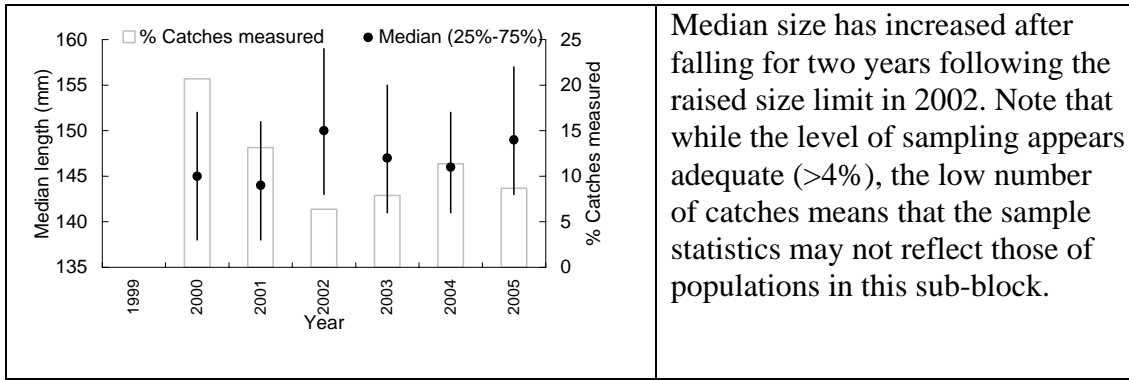 160
155
150
145
140
135
Median length (mm)
% Catches measured
Median (25%-75%)
25
20
15
10
5
0
% Catches measured
1999
2000
2001
2002
2003
2004
2005
Year
Median size has increased after
falling for two years following the
raised size limit in 2002. Note that
while the level of sampling appears
adequate (>4%), the low number
of catches means that the sample
statistics may not reflect those of
populations in this sub-block.